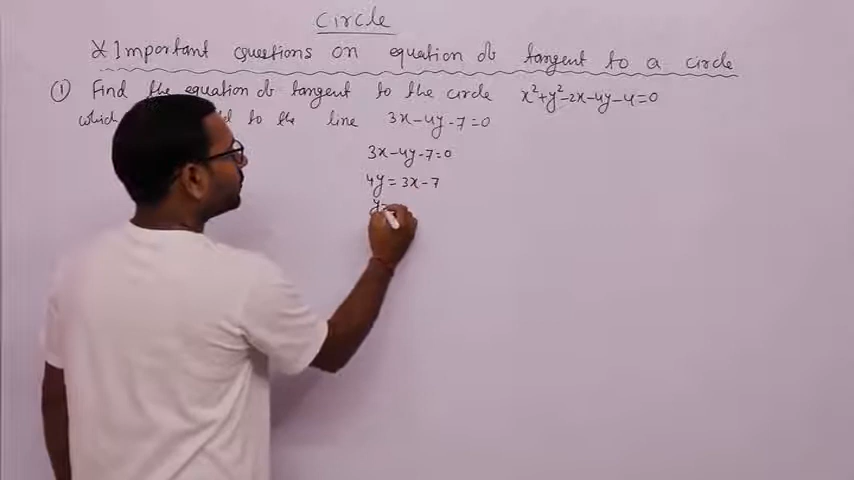 Circle
* Important questions on equation of tangent to a circle
① Find the equation of tangent to the circle x²+y²-2x-4y-4=0
which to the line 3x-4y-7=0
3x-4y-7=0
4y=3x-7
y=